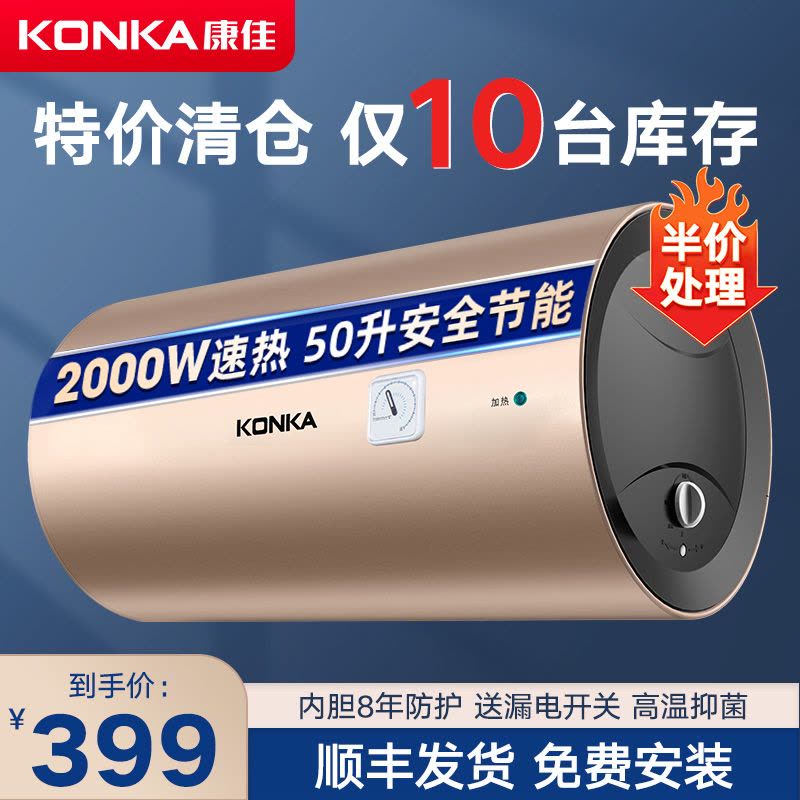 KONKA康佳
特价清仓 仅10台库存
半价
处理
2000W速热 50升安全节能
KONKA
加热
到手价:
¥399
内胆8年防护 送漏电开关 高温抑菌
顺丰发货 免费安装